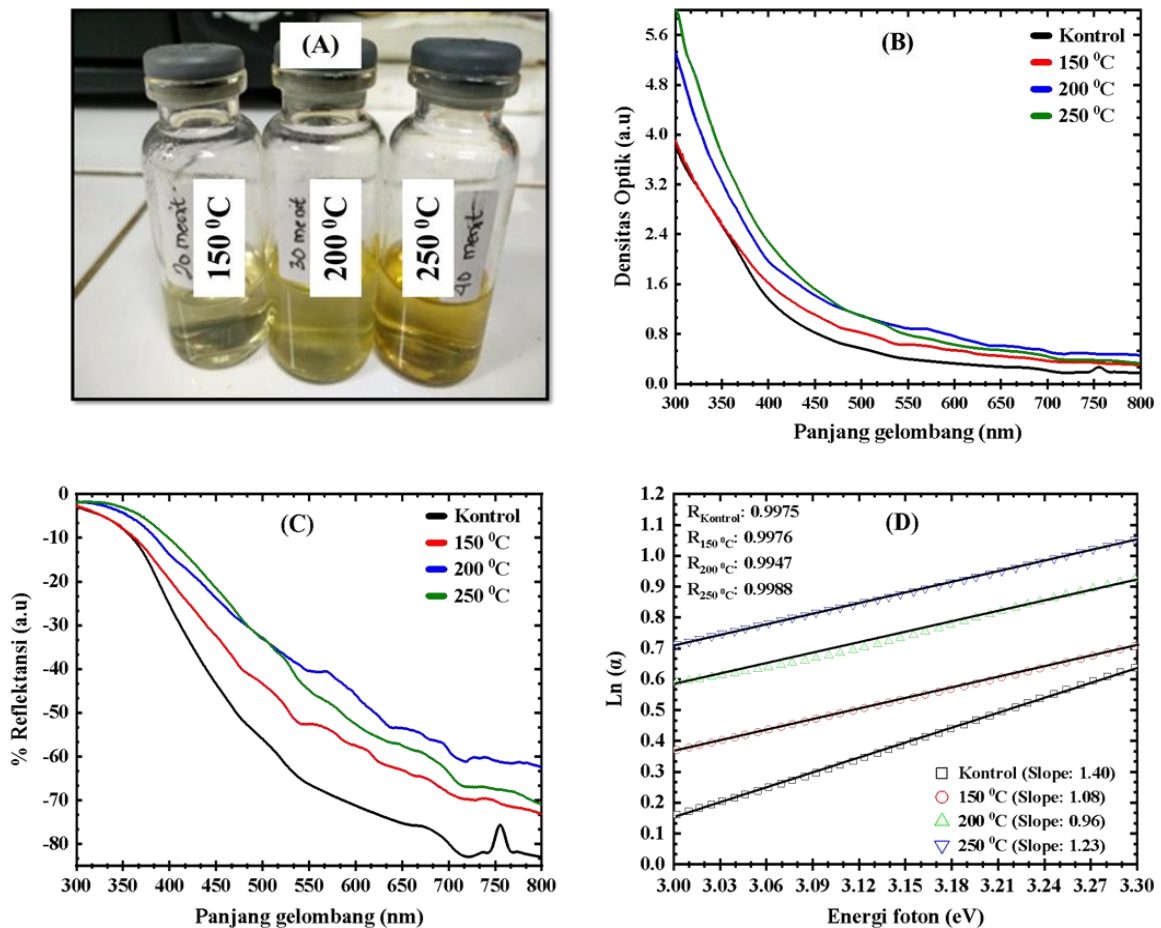 (A)
20 menit
150 ⁰C
30 menit
200 ⁰C
250 ⁰C
40 menit
(B)
Kontrol
150 ⁰C
200 ⁰C
250 ⁰C
Densitas Optik (a.u)
5.6
4.8
4.0
3.2
2.4
1.6
0.8
0.0
300 350 400 450 500 550 600 650 700 750 800
Panjang gelombang (nm)
(C)
Kontrol
150 ⁰C
200 ⁰C
250 ⁰C
% Reflektansi (a.u)
0
-10
-20
-30
-40
-50
-60
-70
-80
300 350 400 450 500 550 600 650 700 750 800
Panjang gelombang (nm)
(D)
R Kontrol: 0.9975
R 150 ⁰C: 0.9976
R 200 ⁰C: 0.9947
R 250 ⁰C: 0.9988
Ln (α)
1.2
1.1
1.0
0.9
0.8
0.7
0.6
0.5
0.4
0.3
0.2
0.1
0.0
Kontrol (Slope: 1.40)
150 ⁰C (Slope: 1.08)
200 ⁰C (Slope: 0.96)
250 ⁰C (Slope: 1.23)
3.00 3.03 3.06 3.09 3.12 3.15 3.18 3.21 3.24 3.27 3.30
Energi foton (eV)